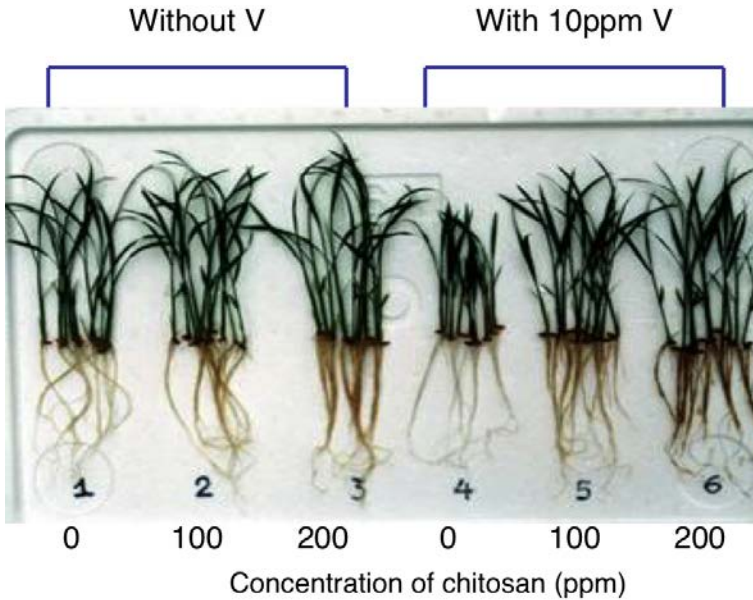 Without V With 10ppm V
1 2 3 4 5 6
0 100 200 0 100 200
Concentration of chitosan (ppm)